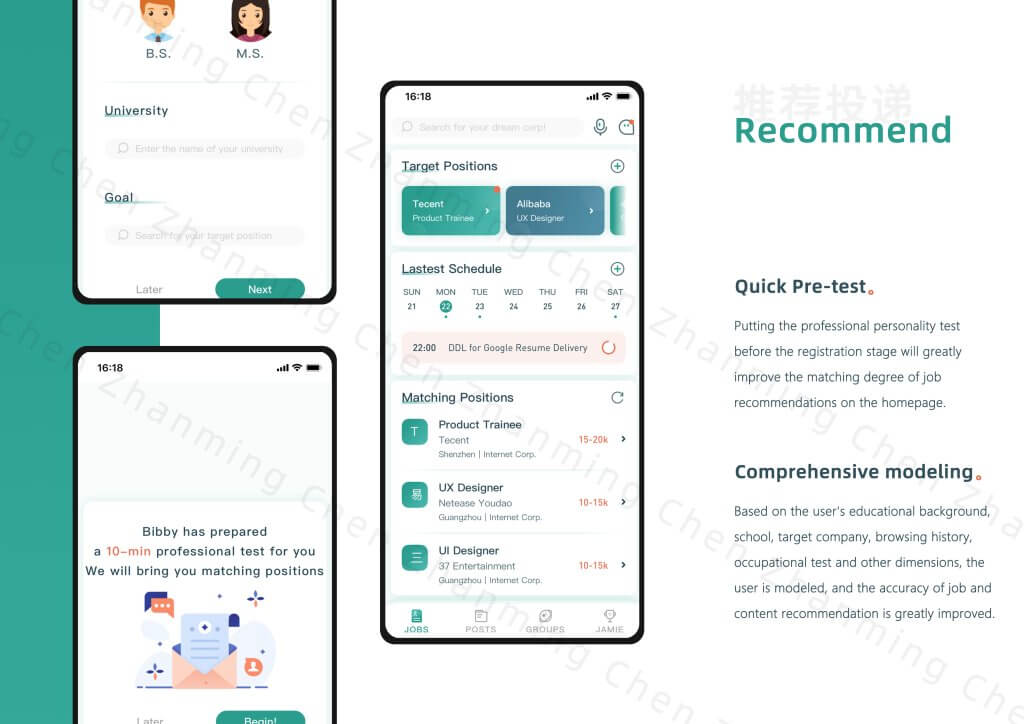 B.S.
M.S.
University
Enter the name of your university
Goal
Search for your target position
Later
Next
16:18
Bibby has prepared
a 10-min professional test for you
We will bring you matching positions
Later
Begin!
16:18
Search for your dream corp!
Target Positions
Tecent
Product Trainee
Alibaba
UX Designer
Lastest Schedule
SUN MON TUE WED THU FRI SAT
21 22 23 24 25 26 27
22:00 DDL for Google Resume Delivery
Matching Positions
T
Product Trainee
Tecent
Shenzhen | Internet Corp.
15-20k
易
UX Designer
Netease Youdao
Guangzhou | Internet Corp.
10-15k
三
UI Designer
37 Entertainment
Guangzhou | Internet Corp.
10-15k
JOBS
POSTS
GROUPS
JAMIE
推荐投递
Recommend
Quick Pre-test。
Putting the professional personality test
before the registration stage will greatly
improve the matching degree of job
recommendations on the homepage.
Comprehensive modeling。
Based on the user's educational background,
school, target company, browsing history,
occupational test and other dimensions, the
user is modeled, and the accuracy of job and
content recommendation is greatly improved.
Zhanming Chen Zhanming Chen Zhanming Chen Zhanming Chen